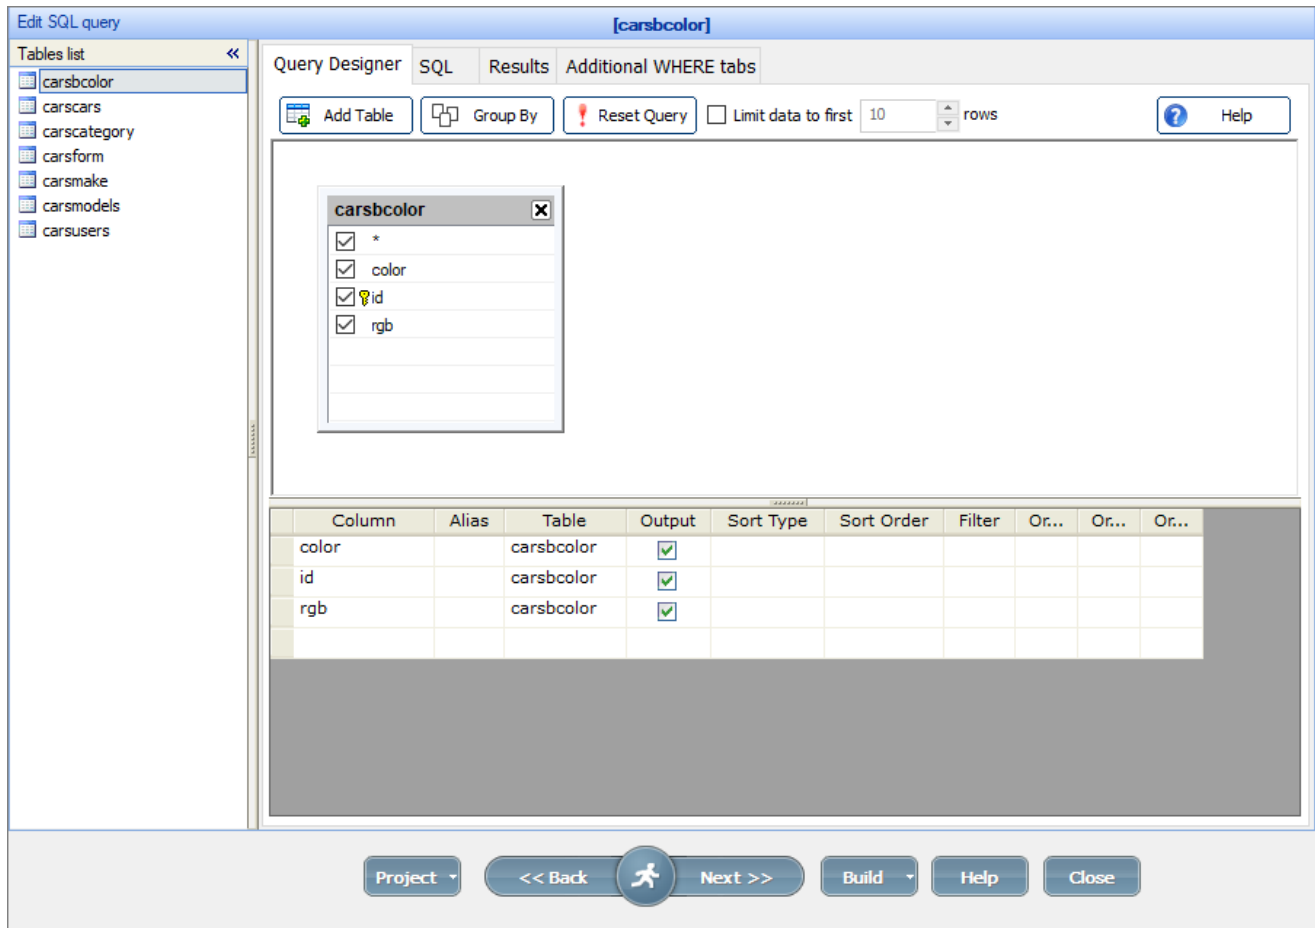 Edit SQL query
[carsbcolor]
Tables list «
carsbcolor
carscars
carscategory
carsform
carsmake
carsmodels
carsusers
Query Designer SQL Results Additional WHERE tabs
Add Table Group By Reset Query Limit data to first 10 rows Help
carsbcolor
*
color
id
rgb
Column Alias Table Output Sort Type Sort Order Filter Or... Or... Or...
color carsbcolor
id carsbcolor
rgb carsbcolor
Project << Back Next >> Build Help Close